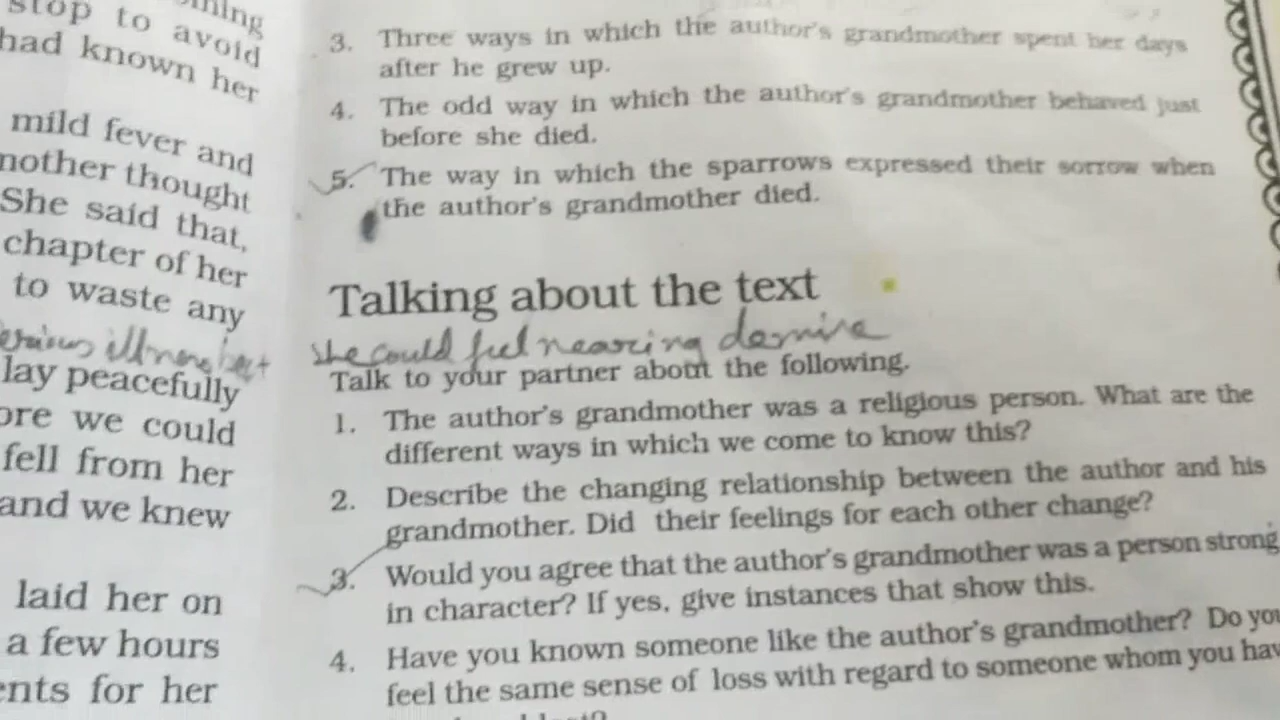 ning
stop to avoid
had known her
mild fever and
mother thought
She said that,
chapter of her
to waste any
serious illness but
lay peacefully
ore we could
fell from her
and we knew
laid her on
a few hours
ents for her
3. Three ways in which the author's grandmother spent her days
after he grew up.
4. The odd way in which the author's grandmother behaved just
before she died.
5. The way in which the sparrows expressed their sorrow when
the author's grandmother died.
Talking about the text
she could feel nearing demise
Talk to your partner about the following.
1. The author's grandmother was a religious person. What are the
different ways in which we come to know this?
2. Describe the changing relationship between the author and his
grandmother. Did their feelings for each other change?
3. Would you agree that the author's grandmother was a person strong
in character? If yes, give instances that show this.
4. Have you known someone like the author's grandmother? Do you
feel the same sense of loss with regard to someone whom you hav